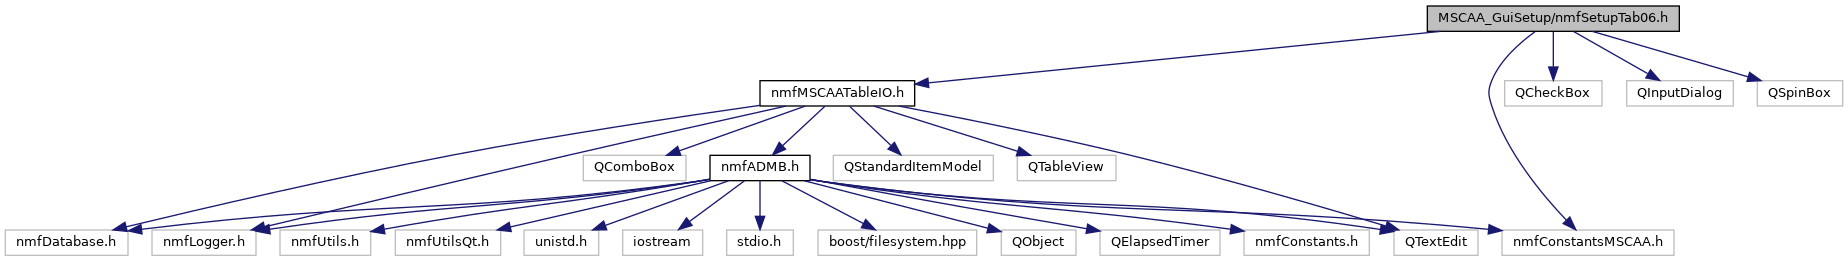 MSCAA_GuiSetup/nmfSetupTab06.h
nmfMSCAATableIO.h
QCheckBox
QInputDialog
QSpinBox
QComboBox
nmfADMB.h
QStandardItemModel
QTableView
nmfDatabase.h
nmfLogger.h
nmfUtils.h
nmfUtilsQt.h
unistd.h
iostream
stdio.h
boost/filesystem.hpp
QObject
QElapsedTimer
nmfConstants.h
QTextEdit
nmfConstantsMSCAA.h